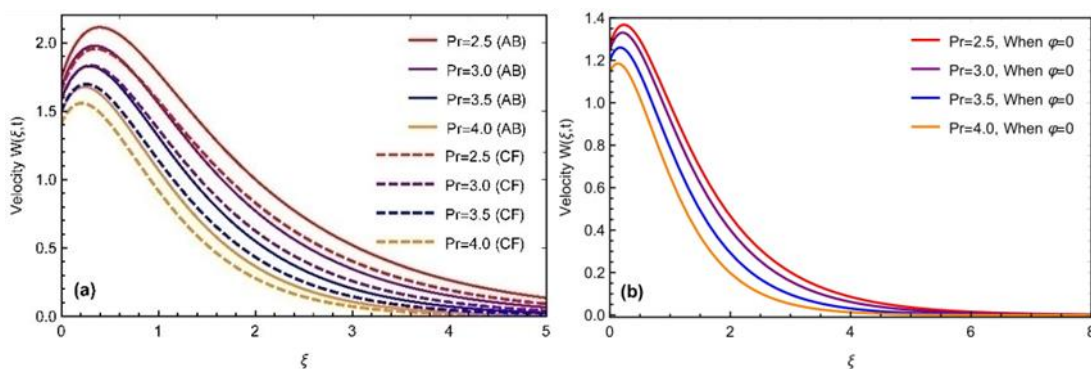 Velocity W(ξ,t)
2.0
1.5
1.0
0.5
0.0
Pr=2.5 (AB)
Pr=3.0 (AB)
Pr=3.5 (AB)
Pr=4.0 (AB)
Pr=2.5 (CF)
Pr=3.0 (CF)
Pr=3.5 (CF)
Pr=4.0 (CF)
(a)
0 1 2 3 4 5
ξ
Velocity W(ξ,t)
1.4
1.2
1.0
0.8
0.6
0.4
0.2
0.0
Pr=2.5, When φ=0
Pr=3.0, When φ=0
Pr=3.5, When φ=0
Pr=4.0, When φ=0
(b)
0 2 4 6 8
ξ